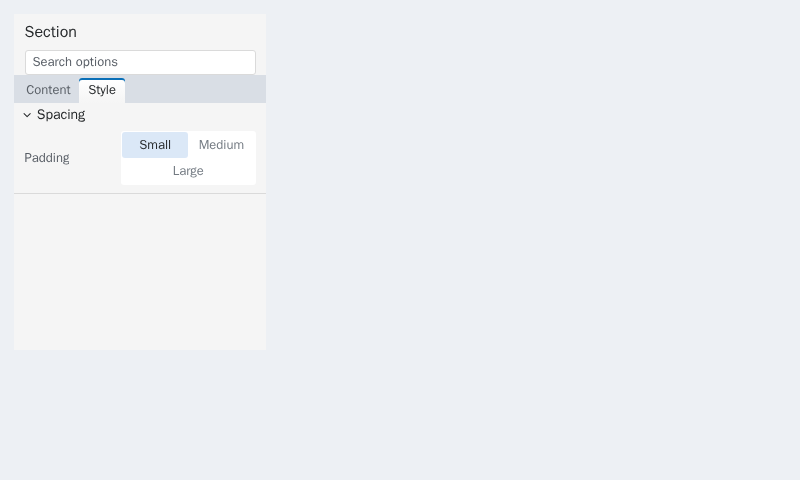 Section
Search options
Content Style
Spacing
Padding
Small Medium
Large